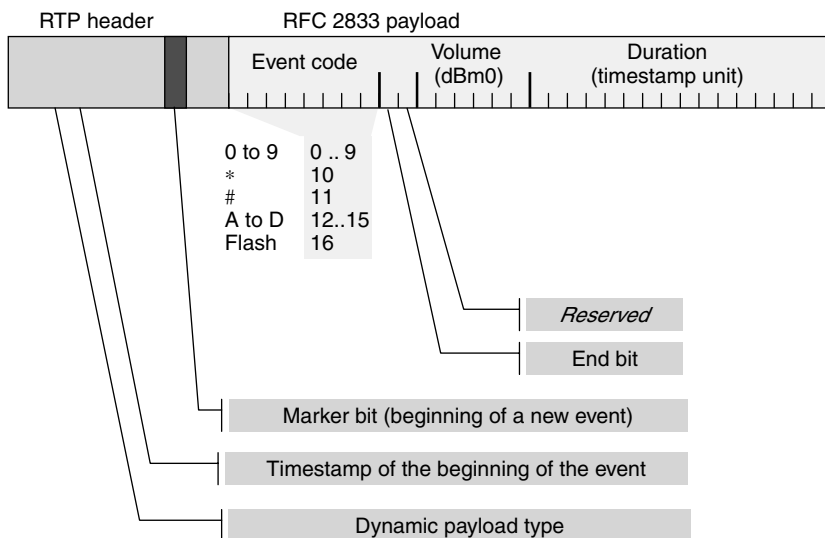 RTP header
RFC 2833 payload
Event code
Volume
(dBm0)
Duration
(timestamp unit)
0 to 9 0 .. 9
* 10
# 11
A to D 12..15
Flash 16
Reserved
End bit
Marker bit (beginning of a new event)
Timestamp of the beginning of the event
Dynamic payload type